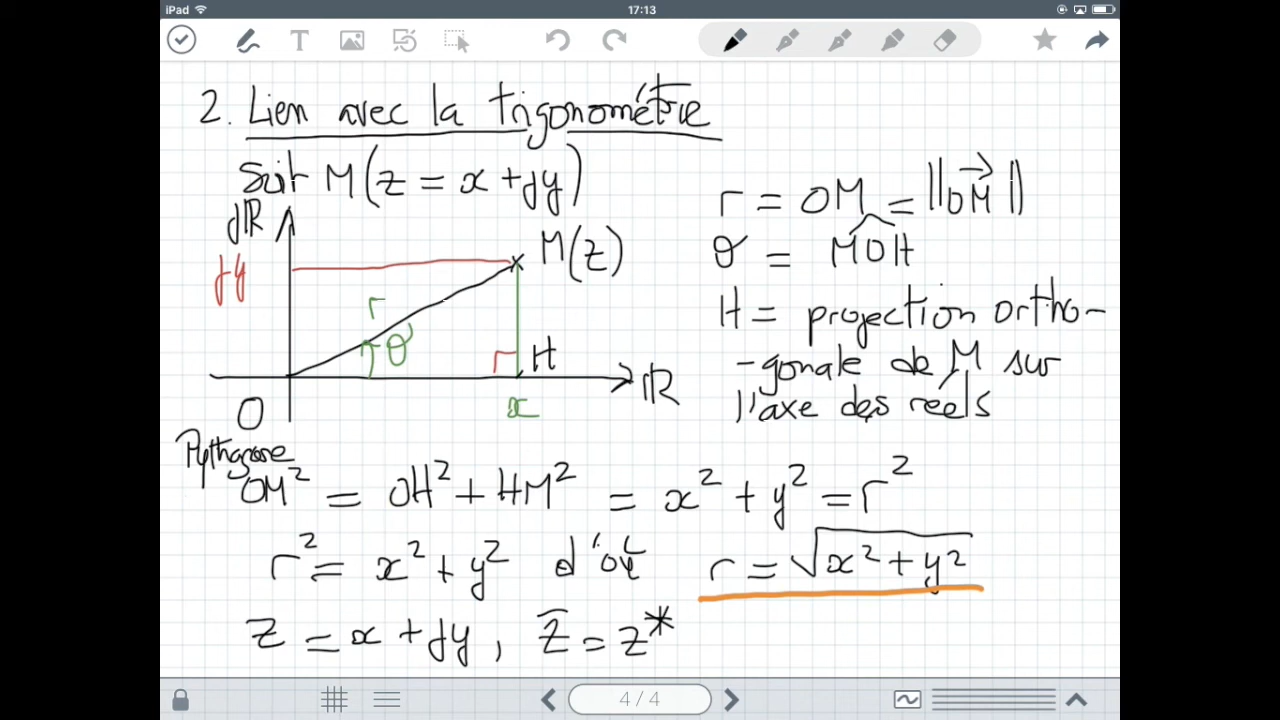 iPad
17:13
2. Lien avec la trigonométrie
Soit M(z = x + jy)
jR
jy
M(z)
r
θ
H
R
O
x
r = OM = ||OM||
θ = MOH
H = projection ortho-
-gonale de M sur
l'axe des réels
Pythagore
OM² = OH² + HM² = x² + y² = r²
r² = x² + y² d'où r = √x² + y²
z = x + jy, z̅ = z*
4 / 4